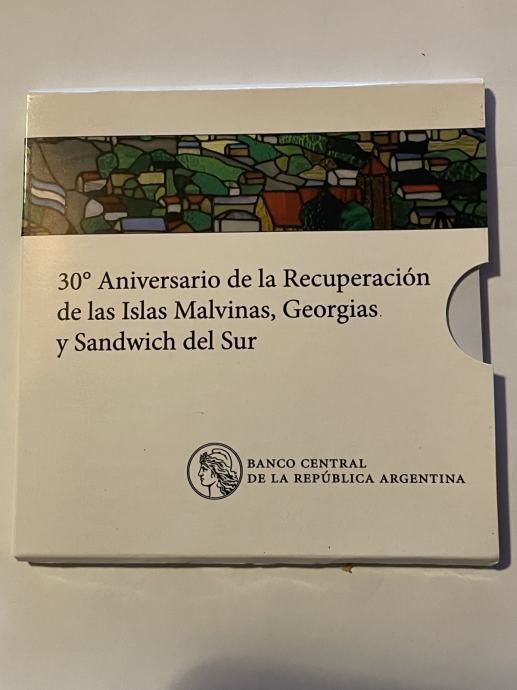 30° Aniversario de la Recuperación
de las Islas Malvinas, Georgias
y Sandwich del Sur
BANCO CENTRAL
DE LA REPÚBLICA ARGENTINA